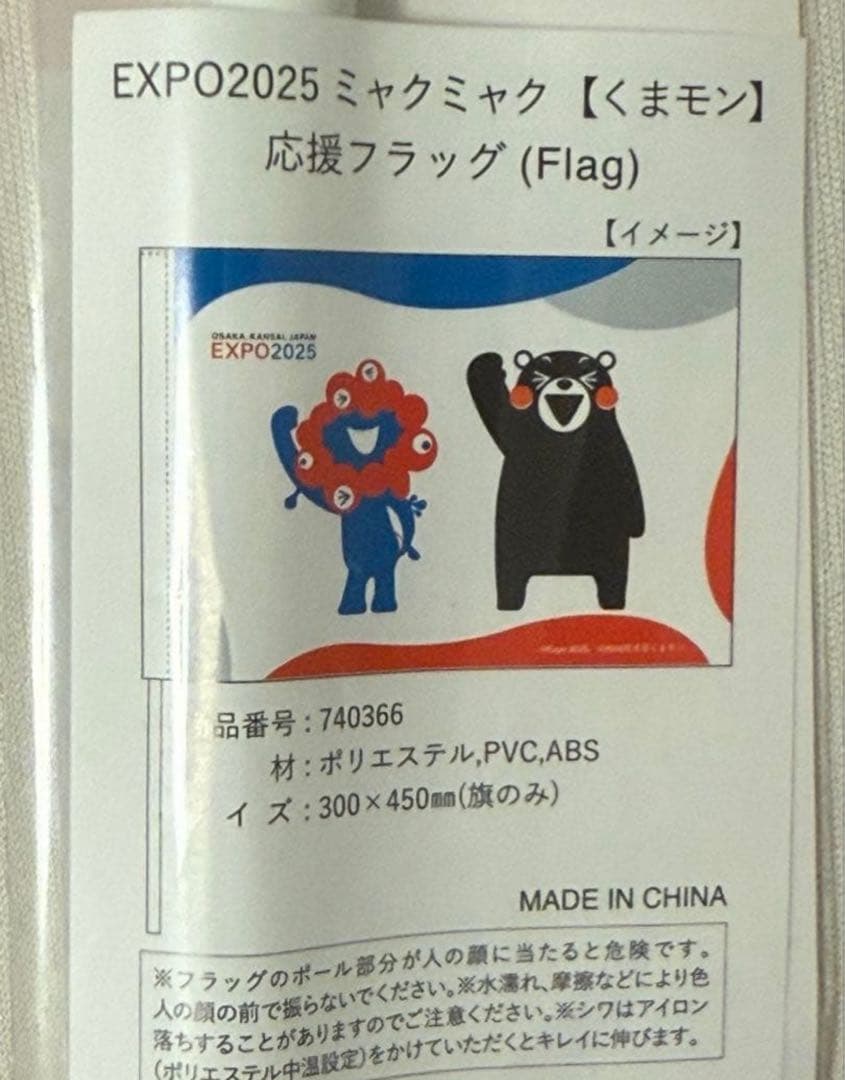 EXPO2025 ミャクミャク 【くまモン】
応援フラッグ (Flag)
【イメージ】
OSAKA, KANSAI, JAPAN
EXPO2025
品番号 : 740366
材 : ポリエステル,PVC,ABS
イ ズ : 300×450㎜(旗のみ)
MADE IN CHINA
※フラッグのポール部分が人の顔に当たると危険です。
人の顔の前で振らないでください。※水濡れ、摩擦などにより色
落ちすることがありますのでご注意ください。※シワはアイロン
(ポリエステル中温設定)をかけていただくとキレイに伸びます。